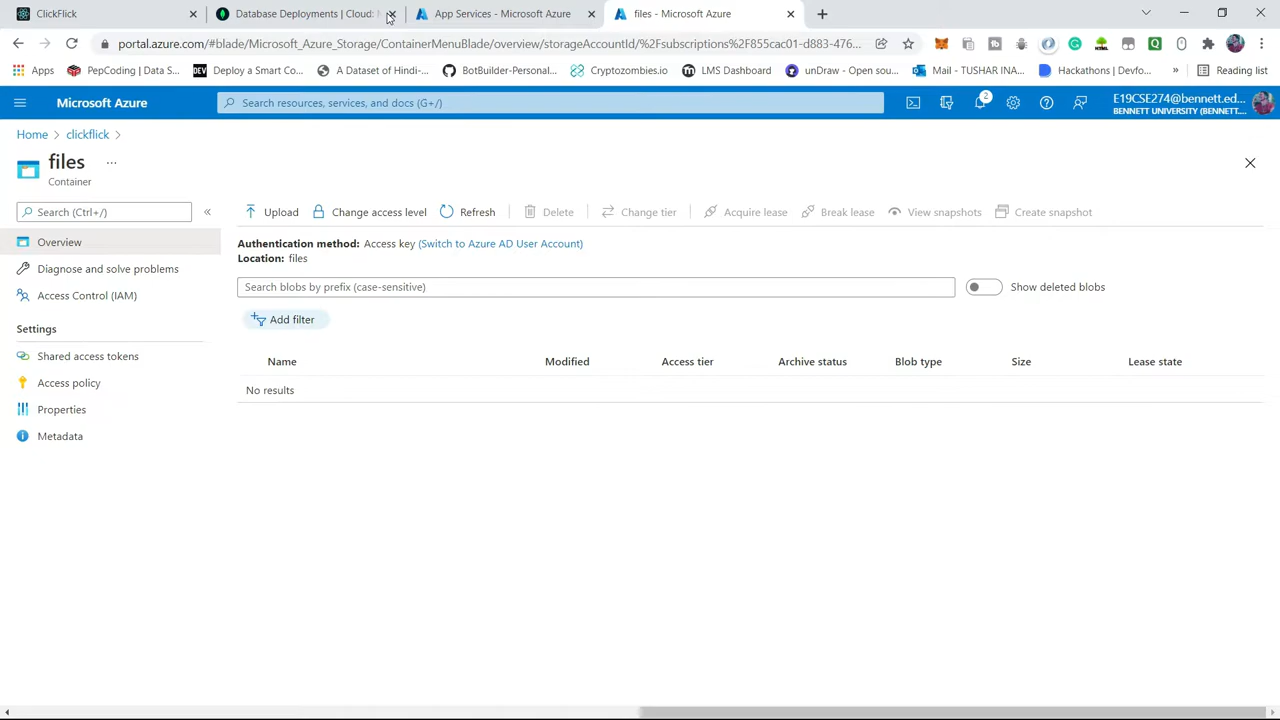 ClickFlick
Database Deployments | Cloud:
App Services - Microsoft Azure
files - Microsoft Azure
portal.azure.com/#blade/Microsoft_Azure_Storage/ContainerMenuBlade/overview/storageAccountId/%2Fsubscriptions%2F855cac01-d883-476...
Apps
PepCoding | Data S...
Deploy a Smart Co...
A Dataset of Hindi-...
BotBuilder-Personal...
Cryptozombies.io
LMS Dashboard
unDraw - Open sou...
Mail - TUSHAR INA...
Hackathons | Devfo...
»
Reading list
Microsoft Azure
Search resources, services, and docs (G+/)
2
E19CSE274@bennett.ed...
BENNETT UNIVERSITY (BENNETT....
Home > clickflick >
files ...
Container
Search (Ctrl+/)
«
Upload
Change access level
Refresh
Delete
Change tier
Acquire lease
Break lease
View snapshots
Create snapshot
Overview
Diagnose and solve problems
Access Control (IAM)
Settings
Shared access tokens
Access policy
Properties
Metadata
Authentication method: Access key (Switch to Azure AD User Account)
Location: files
Search blobs by prefix (case-sensitive)
Show deleted blobs
Add filter
Name
Modified
Access tier
Archive status
Blob type
Size
Lease state
No results